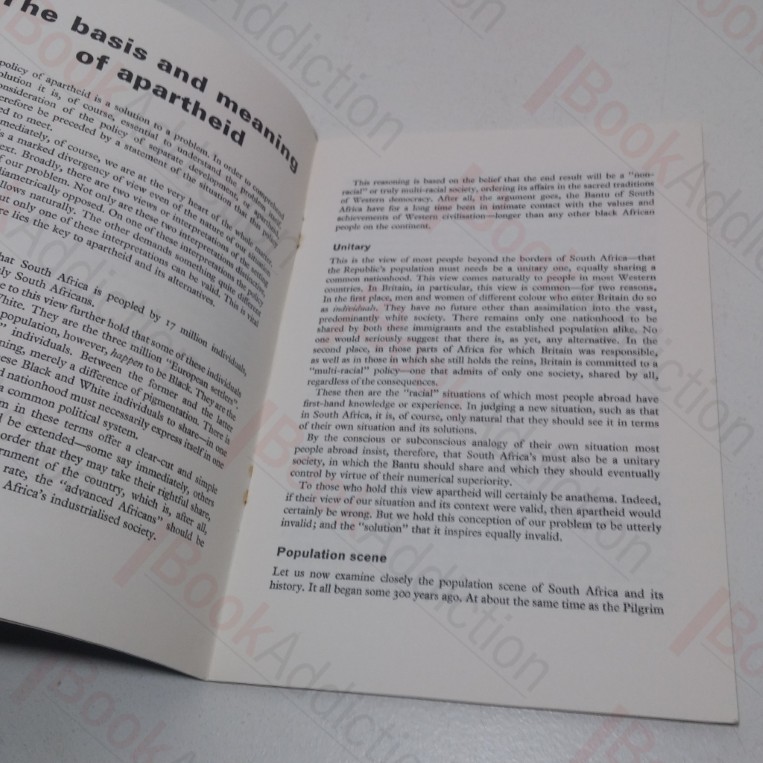 The basis and meaning
of apartheid
policy of apartheid is a solution to a problem. In order to comprehend
solution it is, of course, essential to understand the problem
consideration of the policy of separate development, or apartheid
therefore be preceded by a statement of the situation that this policy
ed to meet.
mediately, of course, we are at the very heart of the whole matter
s a marked divergency of view even of the nature of our
ext. Broadly, there are two views or interpretations of the
f our problem. Not only are these two interpretations distinct
diametrically opposed. On one of these interpretations the policy
llows naturally. The other demands something quite different
ut only one of these interpretations can be valid. This is vital
re lies the key to apartheid and its alternatives.
hat South Africa is peopled by 17 million individuals,
ly South Africans.
e to this view further hold that some of these individuals
White. They are the three million "European settlers"
population, however, happen to be Black. They are the
" individuals. Between the former and the latter
ning, merely a difference of pigmentation. There is
ese Black and White individuals to share—in one
d nationhood must necessarily express itself in one
a common political system.
m in these terms offer a clear-cut and simple
d be extended—some say immediately, others
order that they may take their rightful share,
rnment of the country, which is, after all,
rate, the "advanced Africans" should be
Africa's industrialised society.
This reasoning is based on the belief that the end result will be a "non-
racial" or truly multi-racial society, ordering its affairs in the sacred traditions
of Western democracy. After all, the argument goes, the Bantu of South
Africa have for a long time been in intimate contact with the values and
achievements of Western civilisation—longer than any other black African
people on the continent.
Unitary
This is the view of most people beyond the borders of South Africa—that
the Republic's population must needs be a unitary one, equally sharing a
common nationhood. This view comes naturally to people in most Western
countries. In Britain, in particular, this view is common—for two reasons.
In the first place, men and women of different colour who enter Britain do so
as individuals. They have no future other than assimilation into the vast,
predominantly white society. There remains only one nationhood to be
shared by both these immigrants and the established population alike. No
one would seriously suggest that there is, as yet, any alternative. In the
second place, in those parts of Africa for which Britain was responsible,
as well as in those in which she still holds the reins, Britain is committed to a
"multi-racial" policy—one that admits of only one society, shared by all,
regardless of the consequences.
These then are the "racial" situations of which most people abroad have
first-hand knowledge or experience. In judging a new situation, such as that
in South Africa, it is, of course, only natural that they should see it in terms
of their own situation and its solutions.
By the conscious or subconscious analogy of their own situation most
people abroad insist, therefore, that South Africa's must also be a unitary
society, in which the Bantu should share and which they should eventually
control by virtue of their numerical superiority.
To those who hold this view apartheid will certainly be anathema. Indeed,
if their view of our situation and its context were valid, then apartheid would
certainly be wrong. But we hold this conception of our problem to be utterly
invalid; and the "solution" that it inspires equally invalid.
Population scene
Let us now examine closely the population scene of South Africa and its
history. It all began some 300 years ago. At about the same time as the Pilgrim
BookAddiction